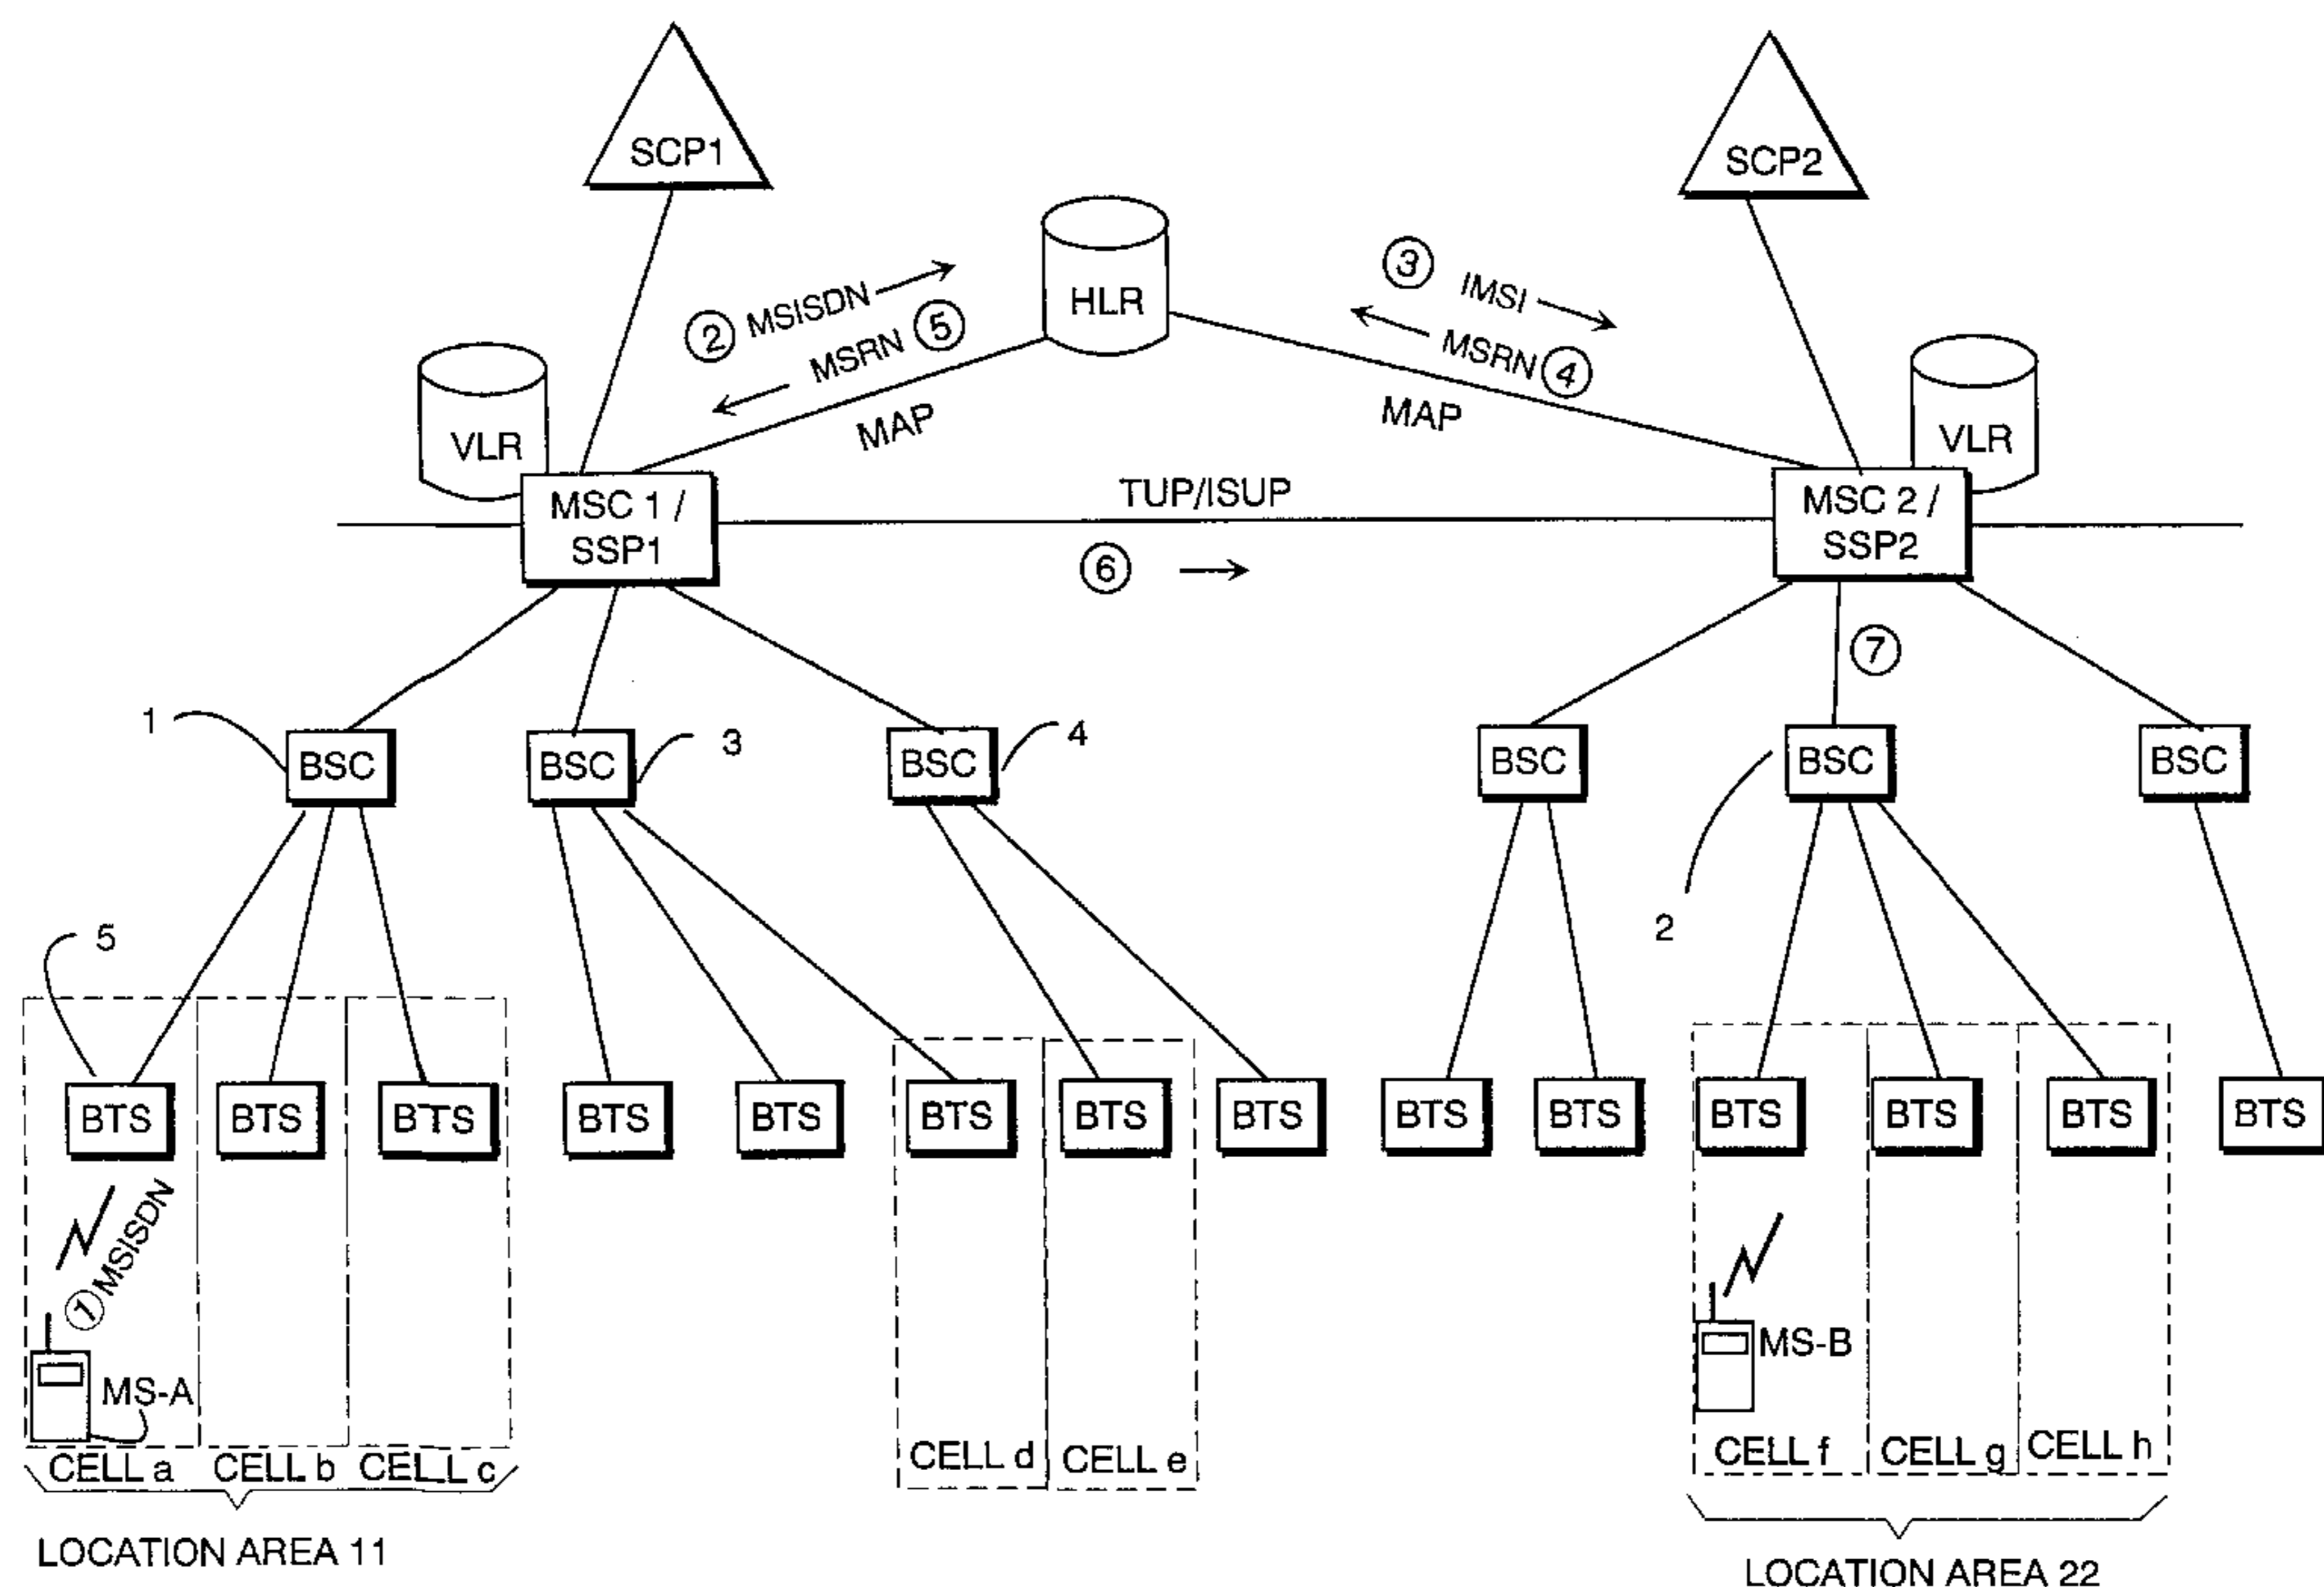 SCP1
SCP2
HLR
② MSISDN
MSRN ⑤
MAP
③ IMSI
MSRN ④
MAP
VLR
VLR
MSC 1 /
SSP1
TUP/ISUP
⑥
MSC 2 /
SSP2
⑦
1
BSC
BSC
3
BSC
4
BSC
BSC
2
BSC
5
BTS
BTS
BTS
BTS
BTS
BTS
BTS
BTS
BTS
BTS
BTS
BTS
BTS
BTS
① MSISDN
MS-A
MS-B
CELL a
CELL b
CELL c
CELL d
CELL e
CELL f
CELL g
CELL h
LOCATION AREA 11
LOCATION AREA 22